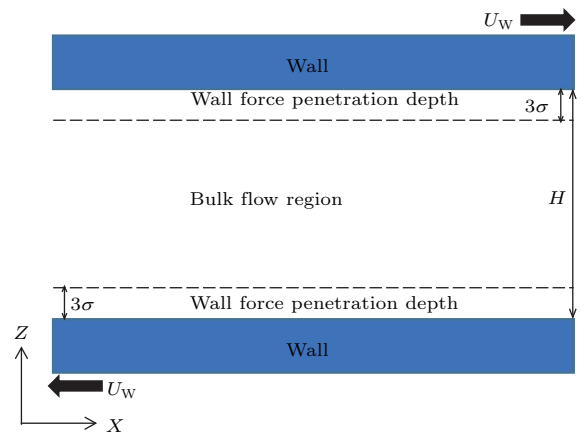 U_W
Wall
Wall force penetration depth
3σ
Bulk flow region
H
3σ
Wall force penetration depth
Z
Wall
U_W
X